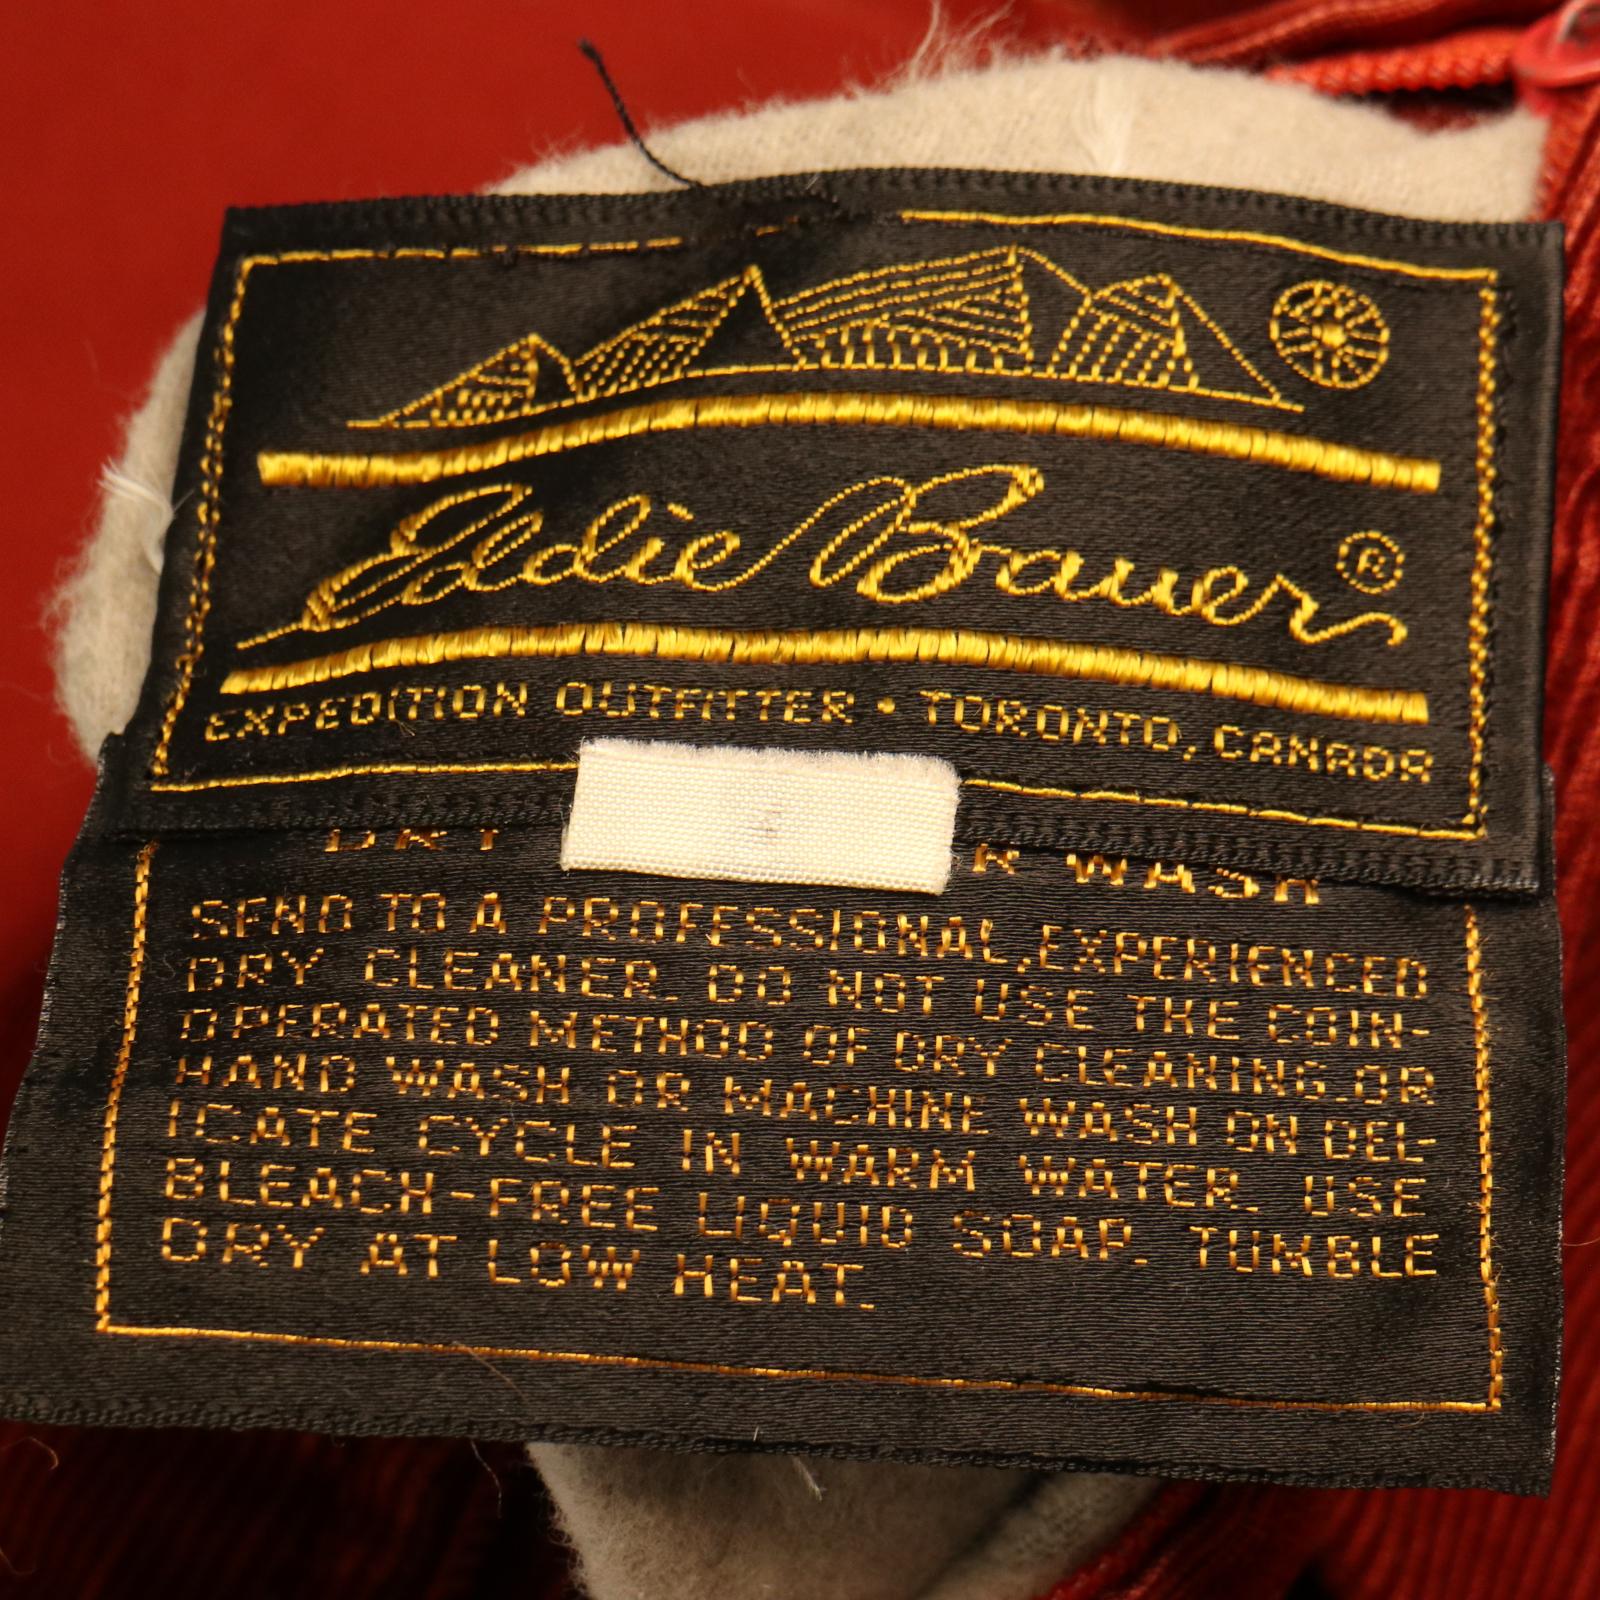 Eddie Bauer ®
EXPEDITION OUTFITTER • TORONTO, CANADA
DRY R WASH
SEND TO A PROFESSIONAL, EXPERIENCED
DRY CLEANER. DO NOT USE THE COIN-
OPERATED METHOD OF DRY CLEANING. OR
HAND WASH OR MACHINE WASH ON DEL-
ICATE CYCLE IN WARM WATER. USE
BLEACH-FREE LIQUID SOAP. TUMBLE
DRY AT LOW HEAT.